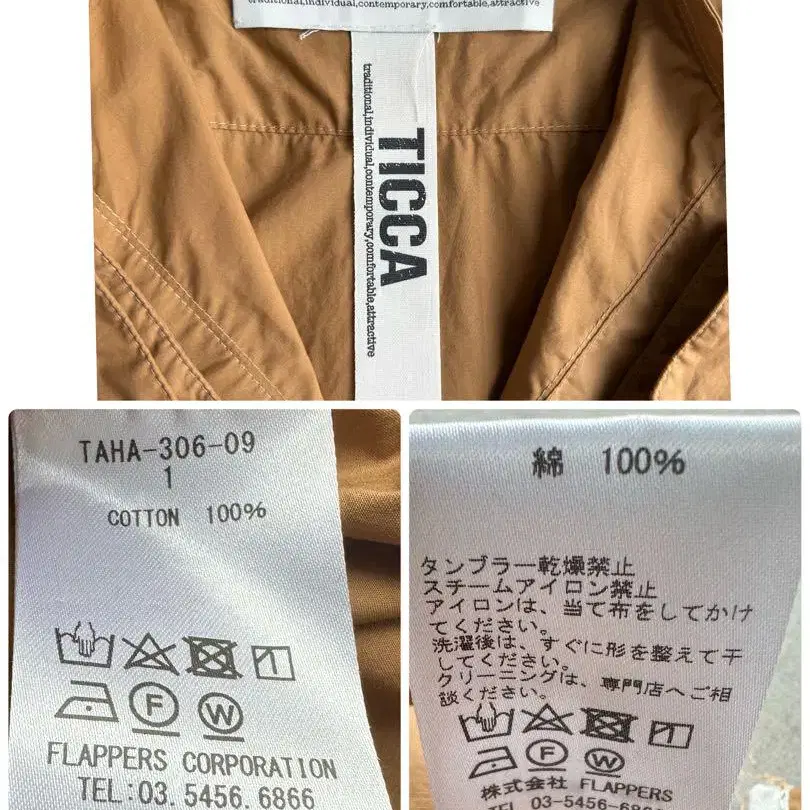 traditional,individual,contemporary,comfortable,attractive
TICCA
traditional,individual,contemporary,comfortable,attractive
TAHA-306-09
1
COTTON 100%
F
W
FLAPPERS CORPORATION
TEL:03.5456.6866
綿 100%
タンブラー乾燥禁止
スチームアイロン禁止
アイロンは、当て布をしてかけ
てください。
洗濯後は、すぐに形を整えて干
してください。
クリーニングは、専門店へご相
談ください。
F
W
株式会社 FLAPPERS
TEL 03-5456-6866